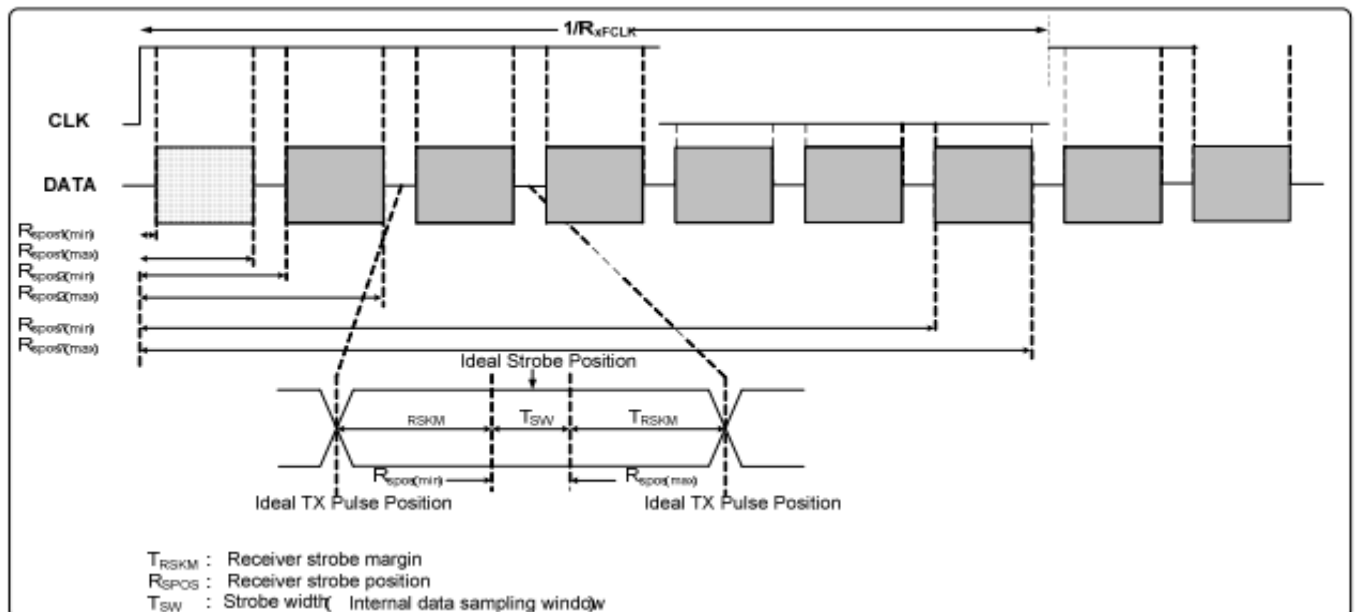 1/RxFCLK
CLK
DATA
Rspos1(min)
Rspos1(max)
Rspos2(min)
Rspos2(max)
Rspos7(min)
Rspos7(max)
Ideal Strobe Position
RSKM TSW TRSKM
Rspos(min) Rspos(max)
Ideal TX Pulse Position Ideal TX Pulse Position
TRSKM : Receiver strobe margin
RSPOS : Receiver strobe position
TSW : Strobe width( Internal data sampling window)